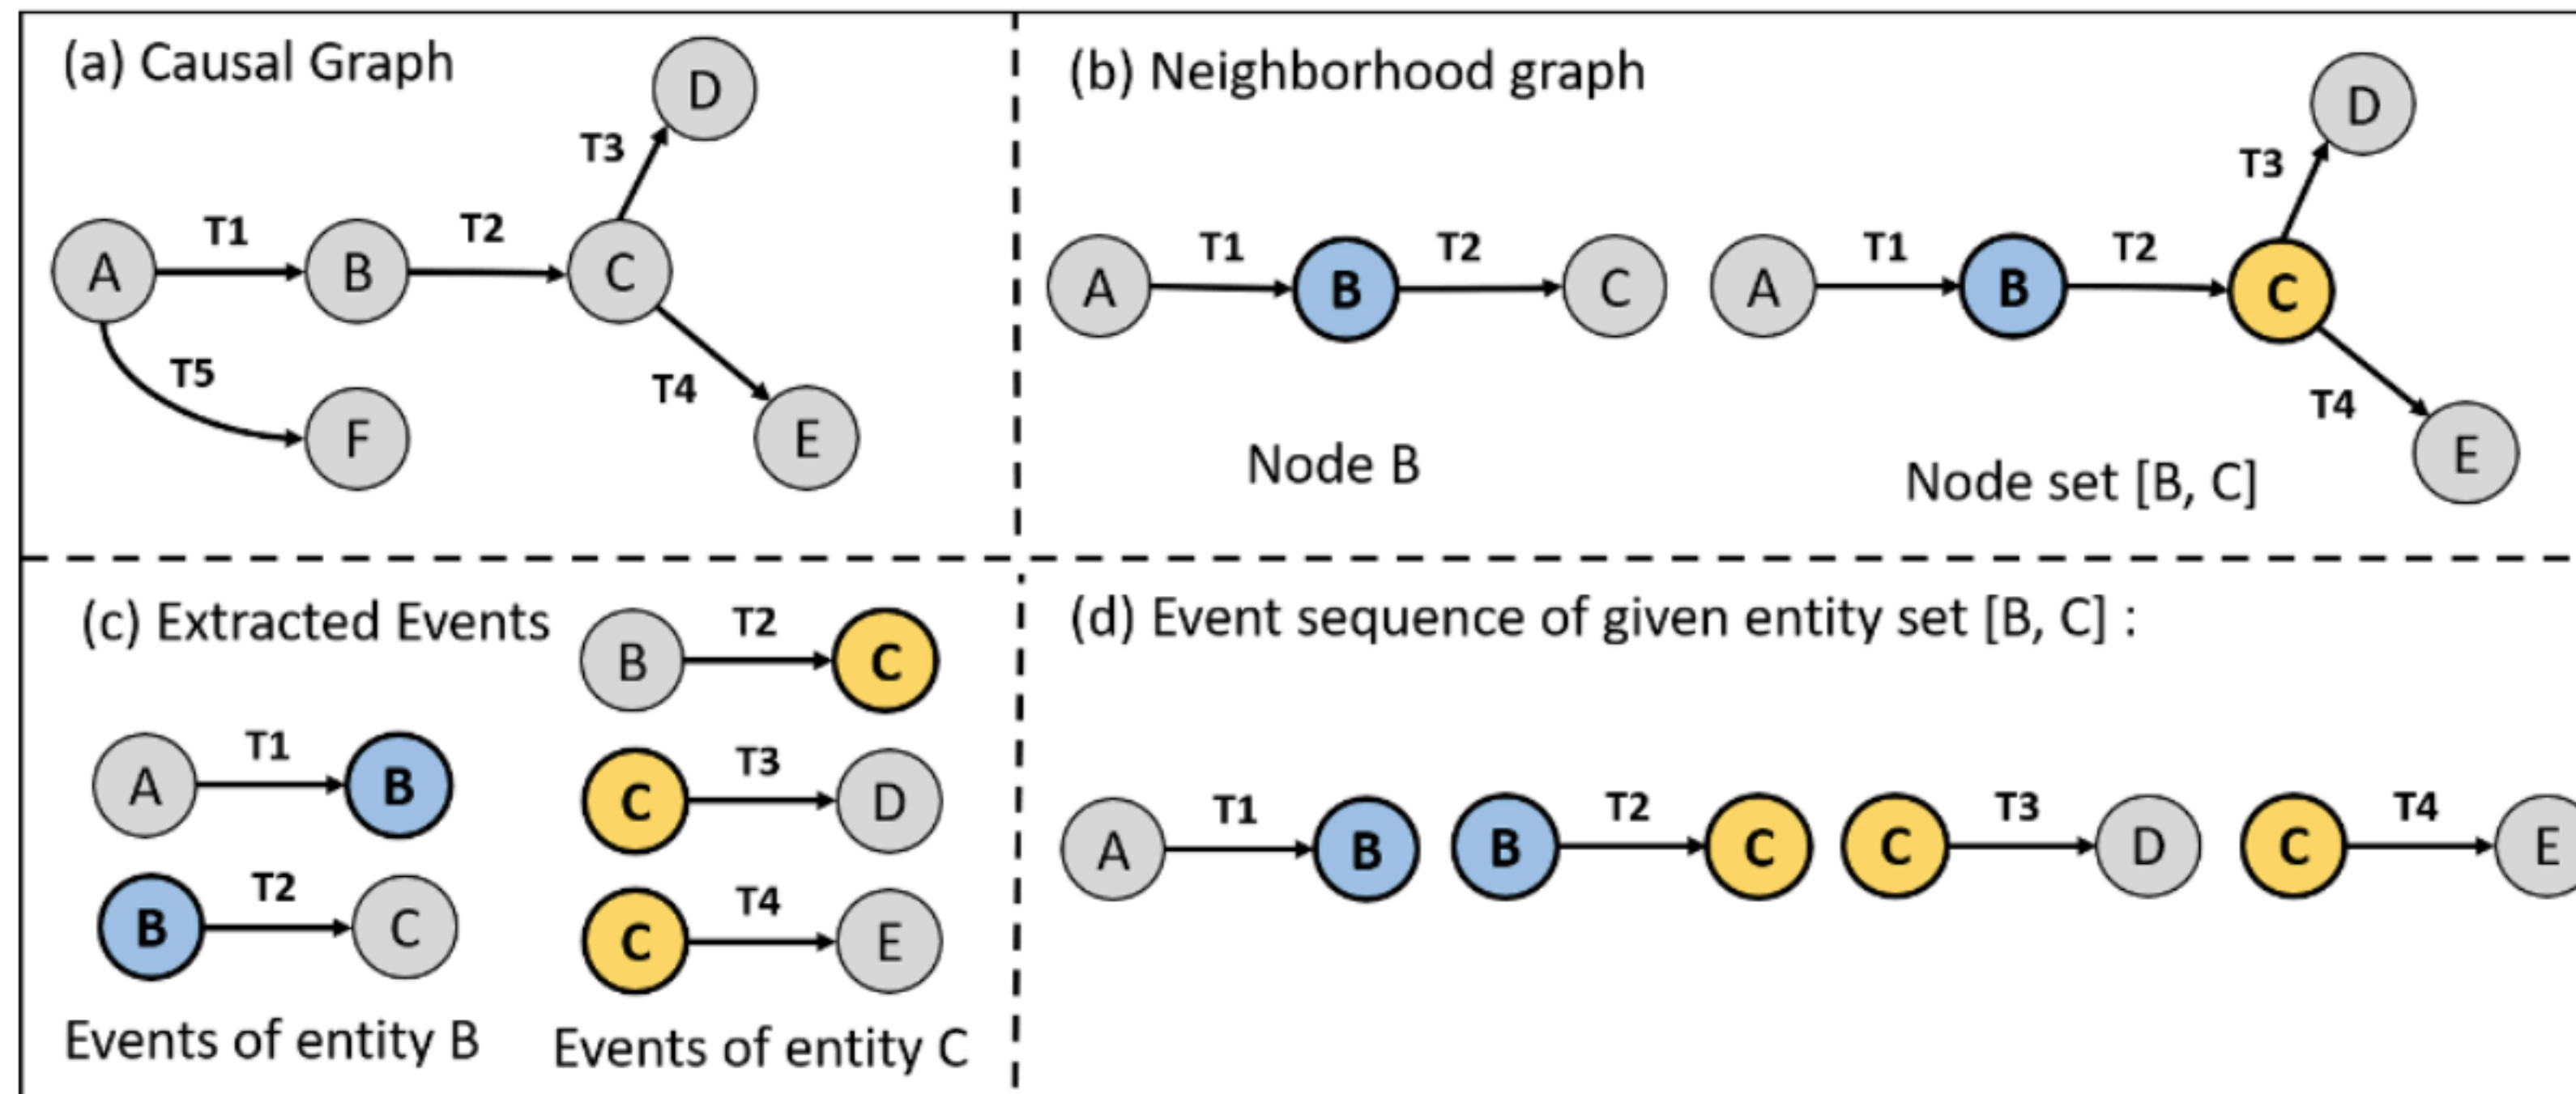 (a) Causal Graph
D
T3
A
T1
B
T2
C
T5
T4
F
E
(b) Neighborhood graph
D
T3
A
T1
B
T2
C
A
T1
B
T2
C
T4
E
Node B
Node set [B, C]
(c) Extracted Events
A
T1
B
B
T2
C
Events of entity B
B
T2
C
C
T3
D
C
T4
E
Events of entity C
(d) Event sequence of given entity set [B, C] :
A
T1
B
B
T2
C
C
T3
D
C
T4
E